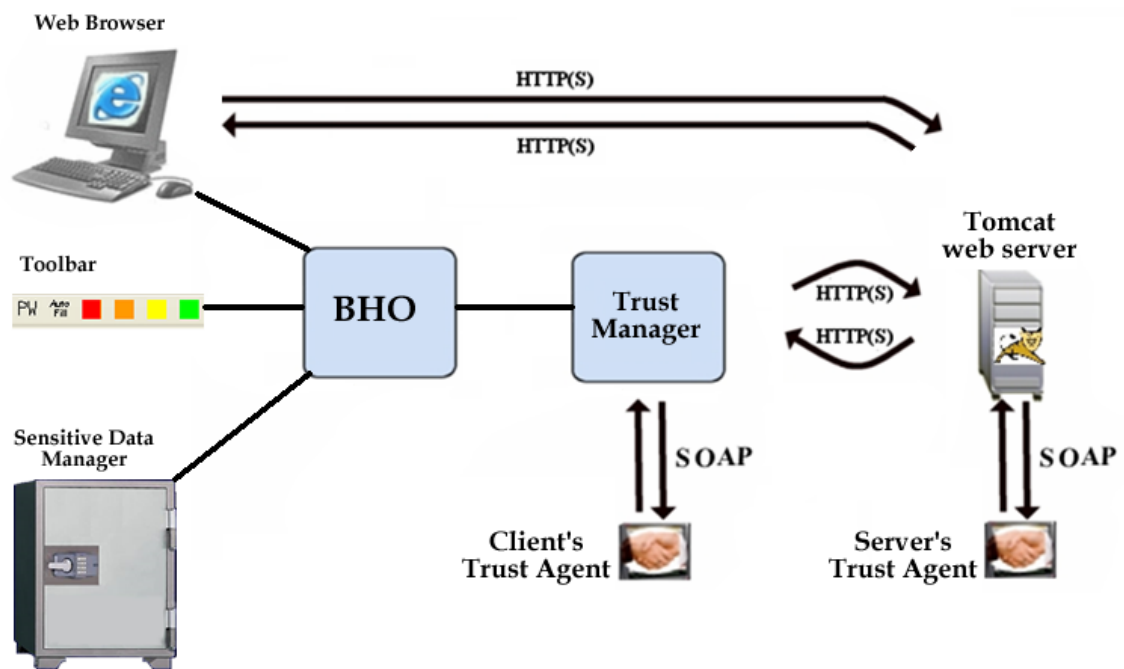 Web Browser
HTTP(S)
HTTP(S)
Tomcat
web server
Toolbar
PW Auto
Fill
BHO
Trust
Manager
HTTP(S)
HTTP(S)
Sensitive Data
Manager
SOAP
SOAP
Client's
Trust Agent
Server's
Trust Agent